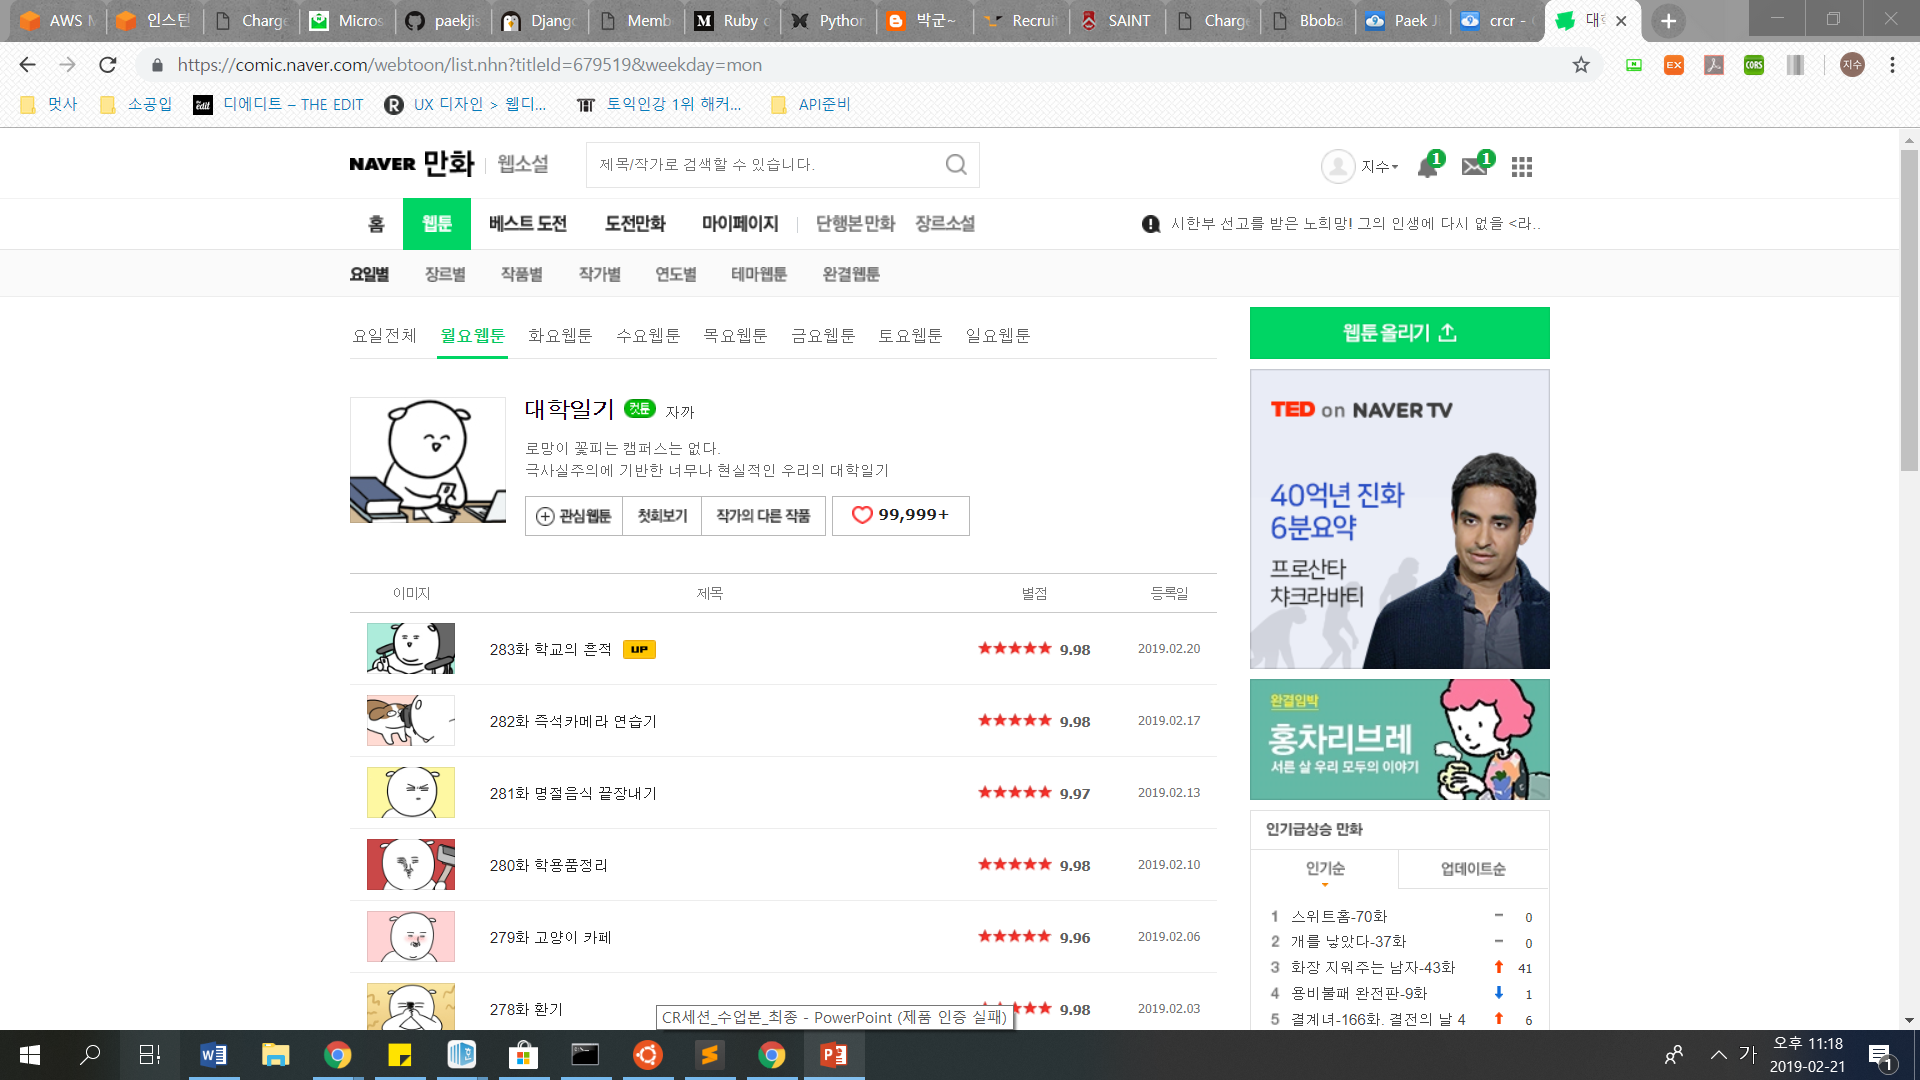 AWS M
인스턴
Charge
Micros
paekjis
Django
Memb
Ruby o
Python
박군~
Recruit
SAINT
Charge
Bboba
Paek J
crcr -
대학
https://comic.naver.com/webtoon/list.nhn?titleId=679519&weekday=mon
EX
CORS
지수
멋사
소공입
디에디트 – THE EDIT
UX 디자인 > 웹디...
토익인강 1위 해커...
API준비
NAVER 만화
웹소설
제목/작가로 검색할 수 있습니다.
지수
1
1
홈
웹툰
베스트 도전
도전만화
마이페이지
단행본 만화
장르소설
시한부 선고를 받은 노희망! 그의 인생에 다시 없을 <라..
요일별
장르별
작품별
작가별
연도별
테마웹툰
완결웹툰
요일전체
월요웹툰
화요웹툰
수요웹툰
목요웹툰
금요웹툰
토요웹툰
일요웹툰
대학일기 컷툰 자까
로망이 꽃피는 캠퍼스는 없다.
극사실주의에 기반한 너무나 현실적인 우리의 대학일기
관심웹툰
첫회보기
작가의 다른 작품
99,999+
이미지 제목 별점 등록일
283화 학교의 흔적 UP 9.98 2019.02.20
282화 즉석카메라 연습기 9.98 2019.02.17
281화 명절음식 끝장내기 9.97 2019.02.13
280화 학용품정리 9.98 2019.02.10
279화 고양이 카페 9.96 2019.02.06
278화 환기 9.98 2019.02.03
웹툰 올리기
TED on NAVER TV
40억년 진화
6분요약
프로산타
챠크라바티
완결임박
홍차리브레
서른 살 우리 모두의 이야기
인기급상승 만화
인기순
업데이트순
1 스위트홈-70화 0
2 개를 낳았다-37화 0
3 화장 지워주는 남자-43화 41
4 용비불패 완전판-9화 1
5 결계녀-166화. 결전의 날 4 6
CR세션_수업본_최종 - PowerPoint (제품 인증 실패)
가
오후 11:18
2019-02-21
1